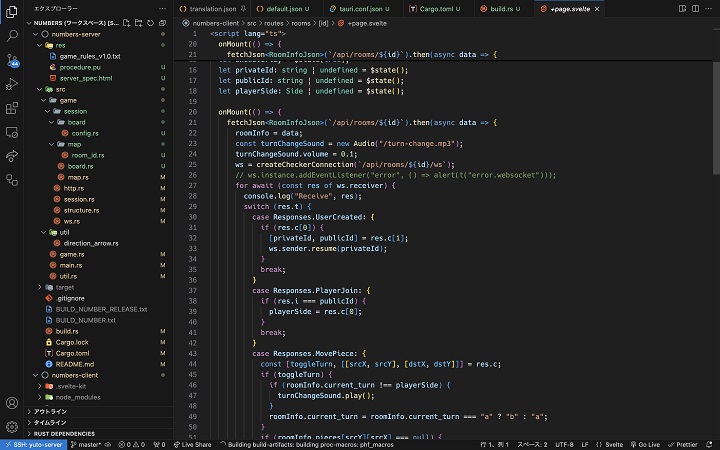 translation.json M
default.json M
tauri.conf.json M
Cargo.toml M
build.rs M
+page.svelte
エクスプローラー
numbers-client > src > routes > rooms > [id] > +page.svelte
NUMBERS (ワークスペース) [S...
numbers-server
res
game_rules_v1.0.txt
procedure.pu
server_spec.html
src
game
session
board
config.rs
map
room_id.rs
board.rs M
map.rs M
http.rs M
session.rs M
structure.rs M
ws.rs M
util
direction_arrow.rs
game.rs M
main.rs M
util.rs M
target
.gitignore
BUILD_NUMBER_RELEASE.txt
BUILD_NUMBER.txt
build.rs M
Cargo.lock M
Cargo.toml M
README.md M
numbers-client
.svelte-kit
node_modules
アウトライン
タイムライン
RUST DEPENDENCIES
44
1 <script lang="ts">
20 onMount(() => {
21 fetchJson<RoomInfoJson>(`/api/rooms/${id}`).then(async data => {
16 let privateId: string | undefined = $state();
17 let publicId: string | undefined = $state();
18 let playerSide: Side | undefined = $state();
19
20 onMount(() => {
21 fetchJson<RoomInfoJson>(`/api/rooms/${id}`).then(async data => {
22 roomInfo = data;
23 const turnChangeSound = new Audio("/turn-change.mp3");
24 turnChangeSound.volume = 0.1;
25 ws = createCheckerConnection(`/api/rooms/${id}/ws`);
26 // ws.instance.addEventListener("error", () => alert(t("error.websocket")));
27 for await (const res of ws.receiver) {
28 console.log("Receive", res);
29 switch (res.t) {
30 case Responses.UserCreated: {
31 if (res.c[0]) {
32 [privateId, publicId] = res.c[1];
33 ws.sender.resume(privateId);
34 }
35 break;
36 }
37 case Responses.PlayerJoin: {
38 if (res.i === publicId) {
39 playerSide = res.c[0];
40 }
41 break;
42 }
43 case Responses.MovePiece: {
44 const [toggleTurn, [[srcX, srcY], [dstX, dstY]]] = res.c;
45 if (toggleTurn) {
46 if (roomInfo.current_turn !== playerSide) {
47 turnChangeSound.play();
48 }
49 roomInfo.current_turn = roomInfo.current_turn === "a" ? "b" : "a";
50 }
51 if (roomInfo.pieces[srcY][srcX] === null) {
SSH: yuto-server
master*
0 0
0
Live Share
Building build-artifacts: building proc-macros: phf_macros
行 1、列 1
スペース: 2
UTF-8
LF
Svelte
Go Live
Prettier